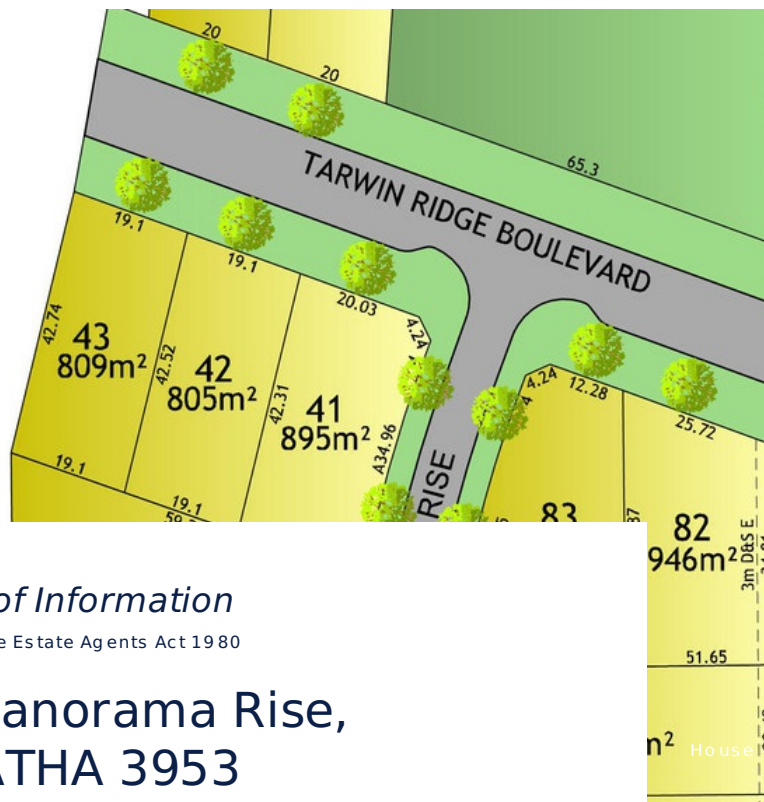 20
20
65.3
TARWIN RIDGE BOULEVARD
19.1
19.1
20.03
4.24
4.24
12.28
25.72
42.74
43
809m²
42.52
42
805m²
42.31
41
895m²
A34.96
RISE
83
82
946m²
3m D&S E
19.1
19.1
51.65
of Information
e Estate Agents Act 1980
anorama Rise,
ATHA 3953
m²
House